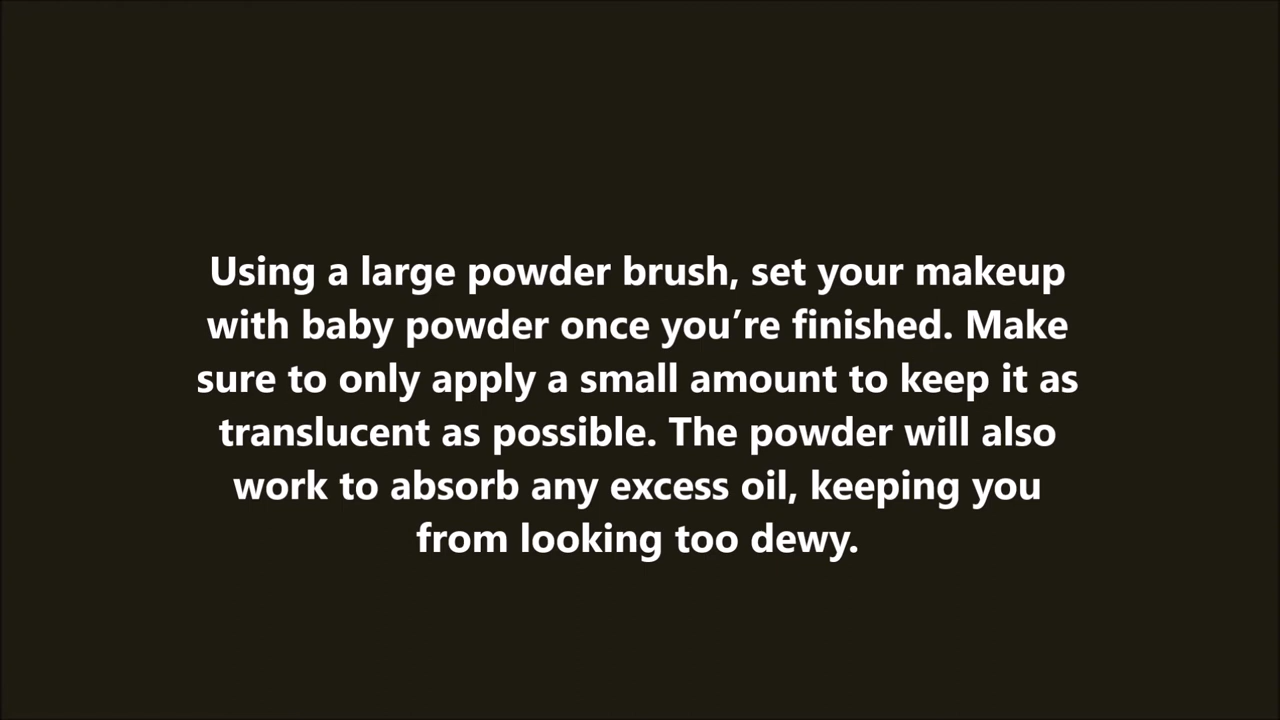 Using a large powder brush, set your makeup
with baby powder once you’re finished. Make
sure to only apply a small amount to keep it as
translucent as possible. The powder will also
work to absorb any excess oil, keeping you
from looking too dewy.